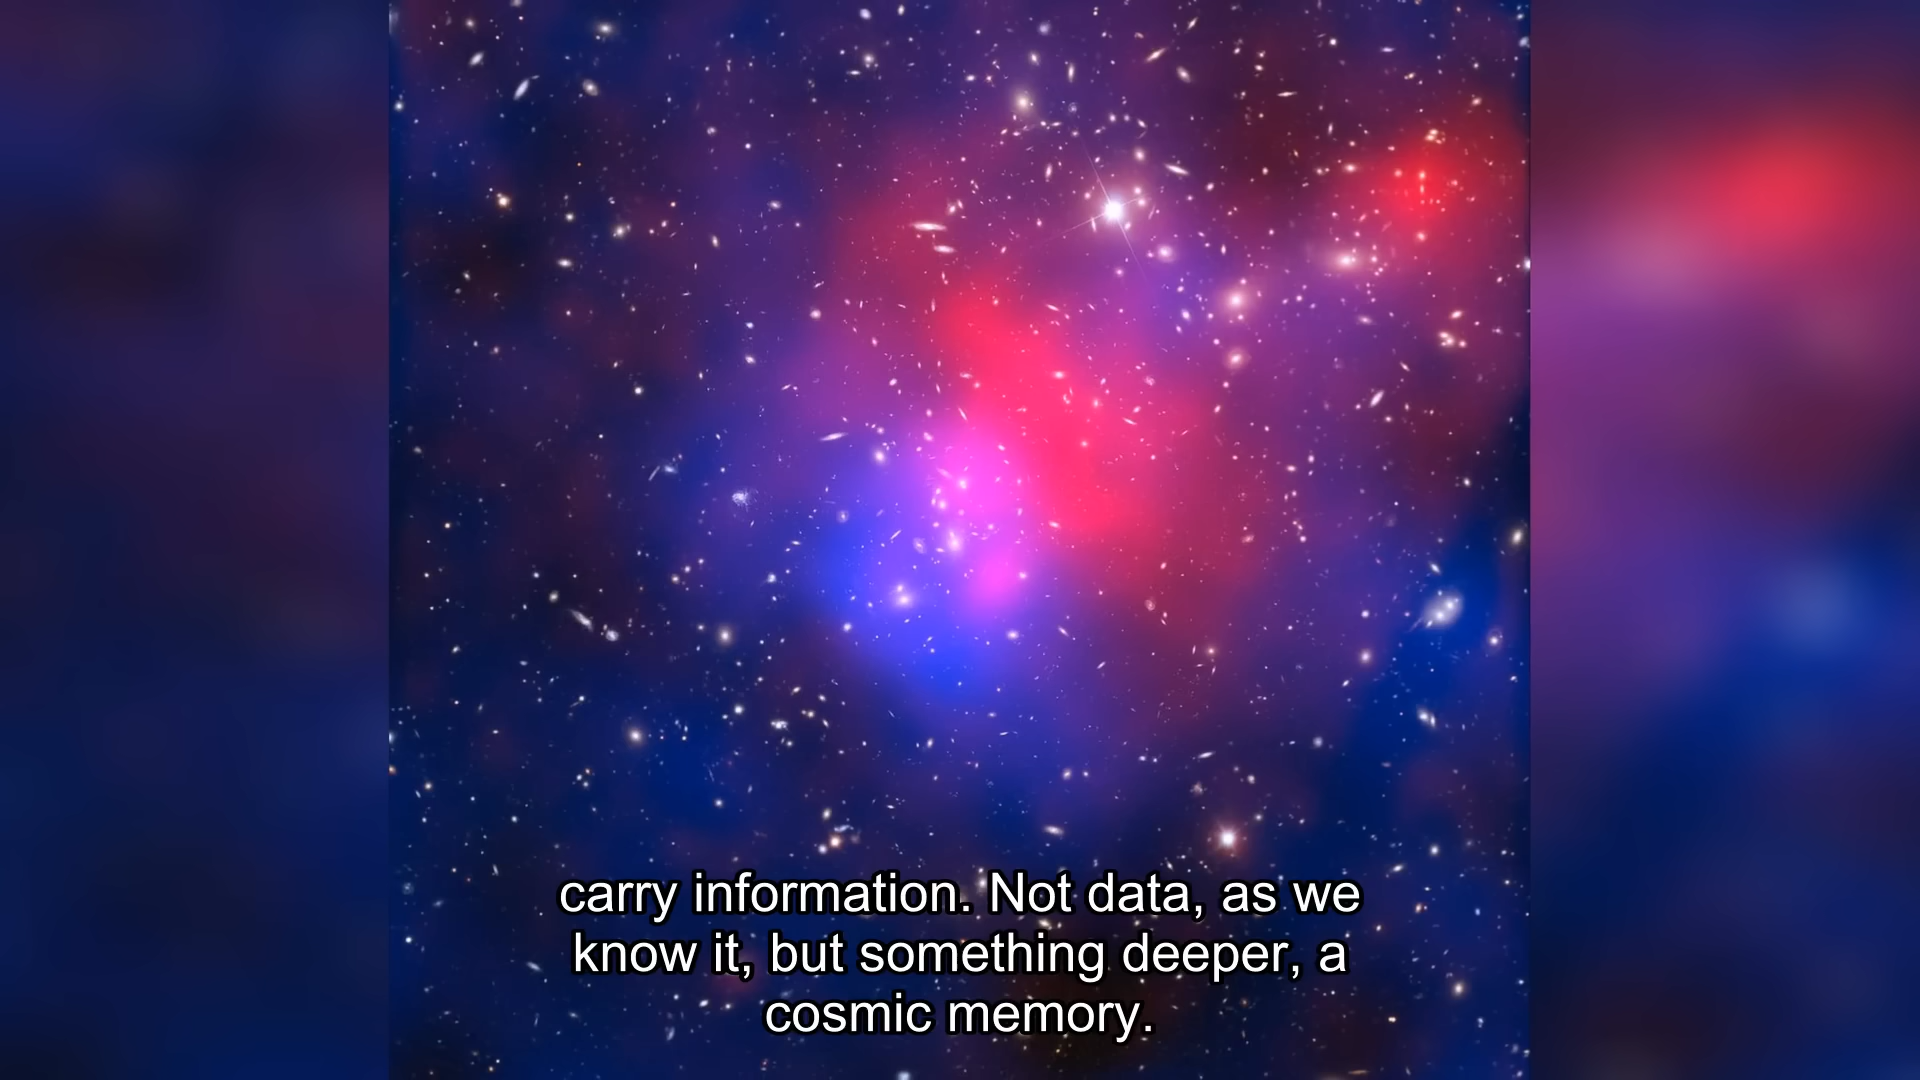 carry information. Not data, as we
know it, but something deeper, a
cosmic memory.